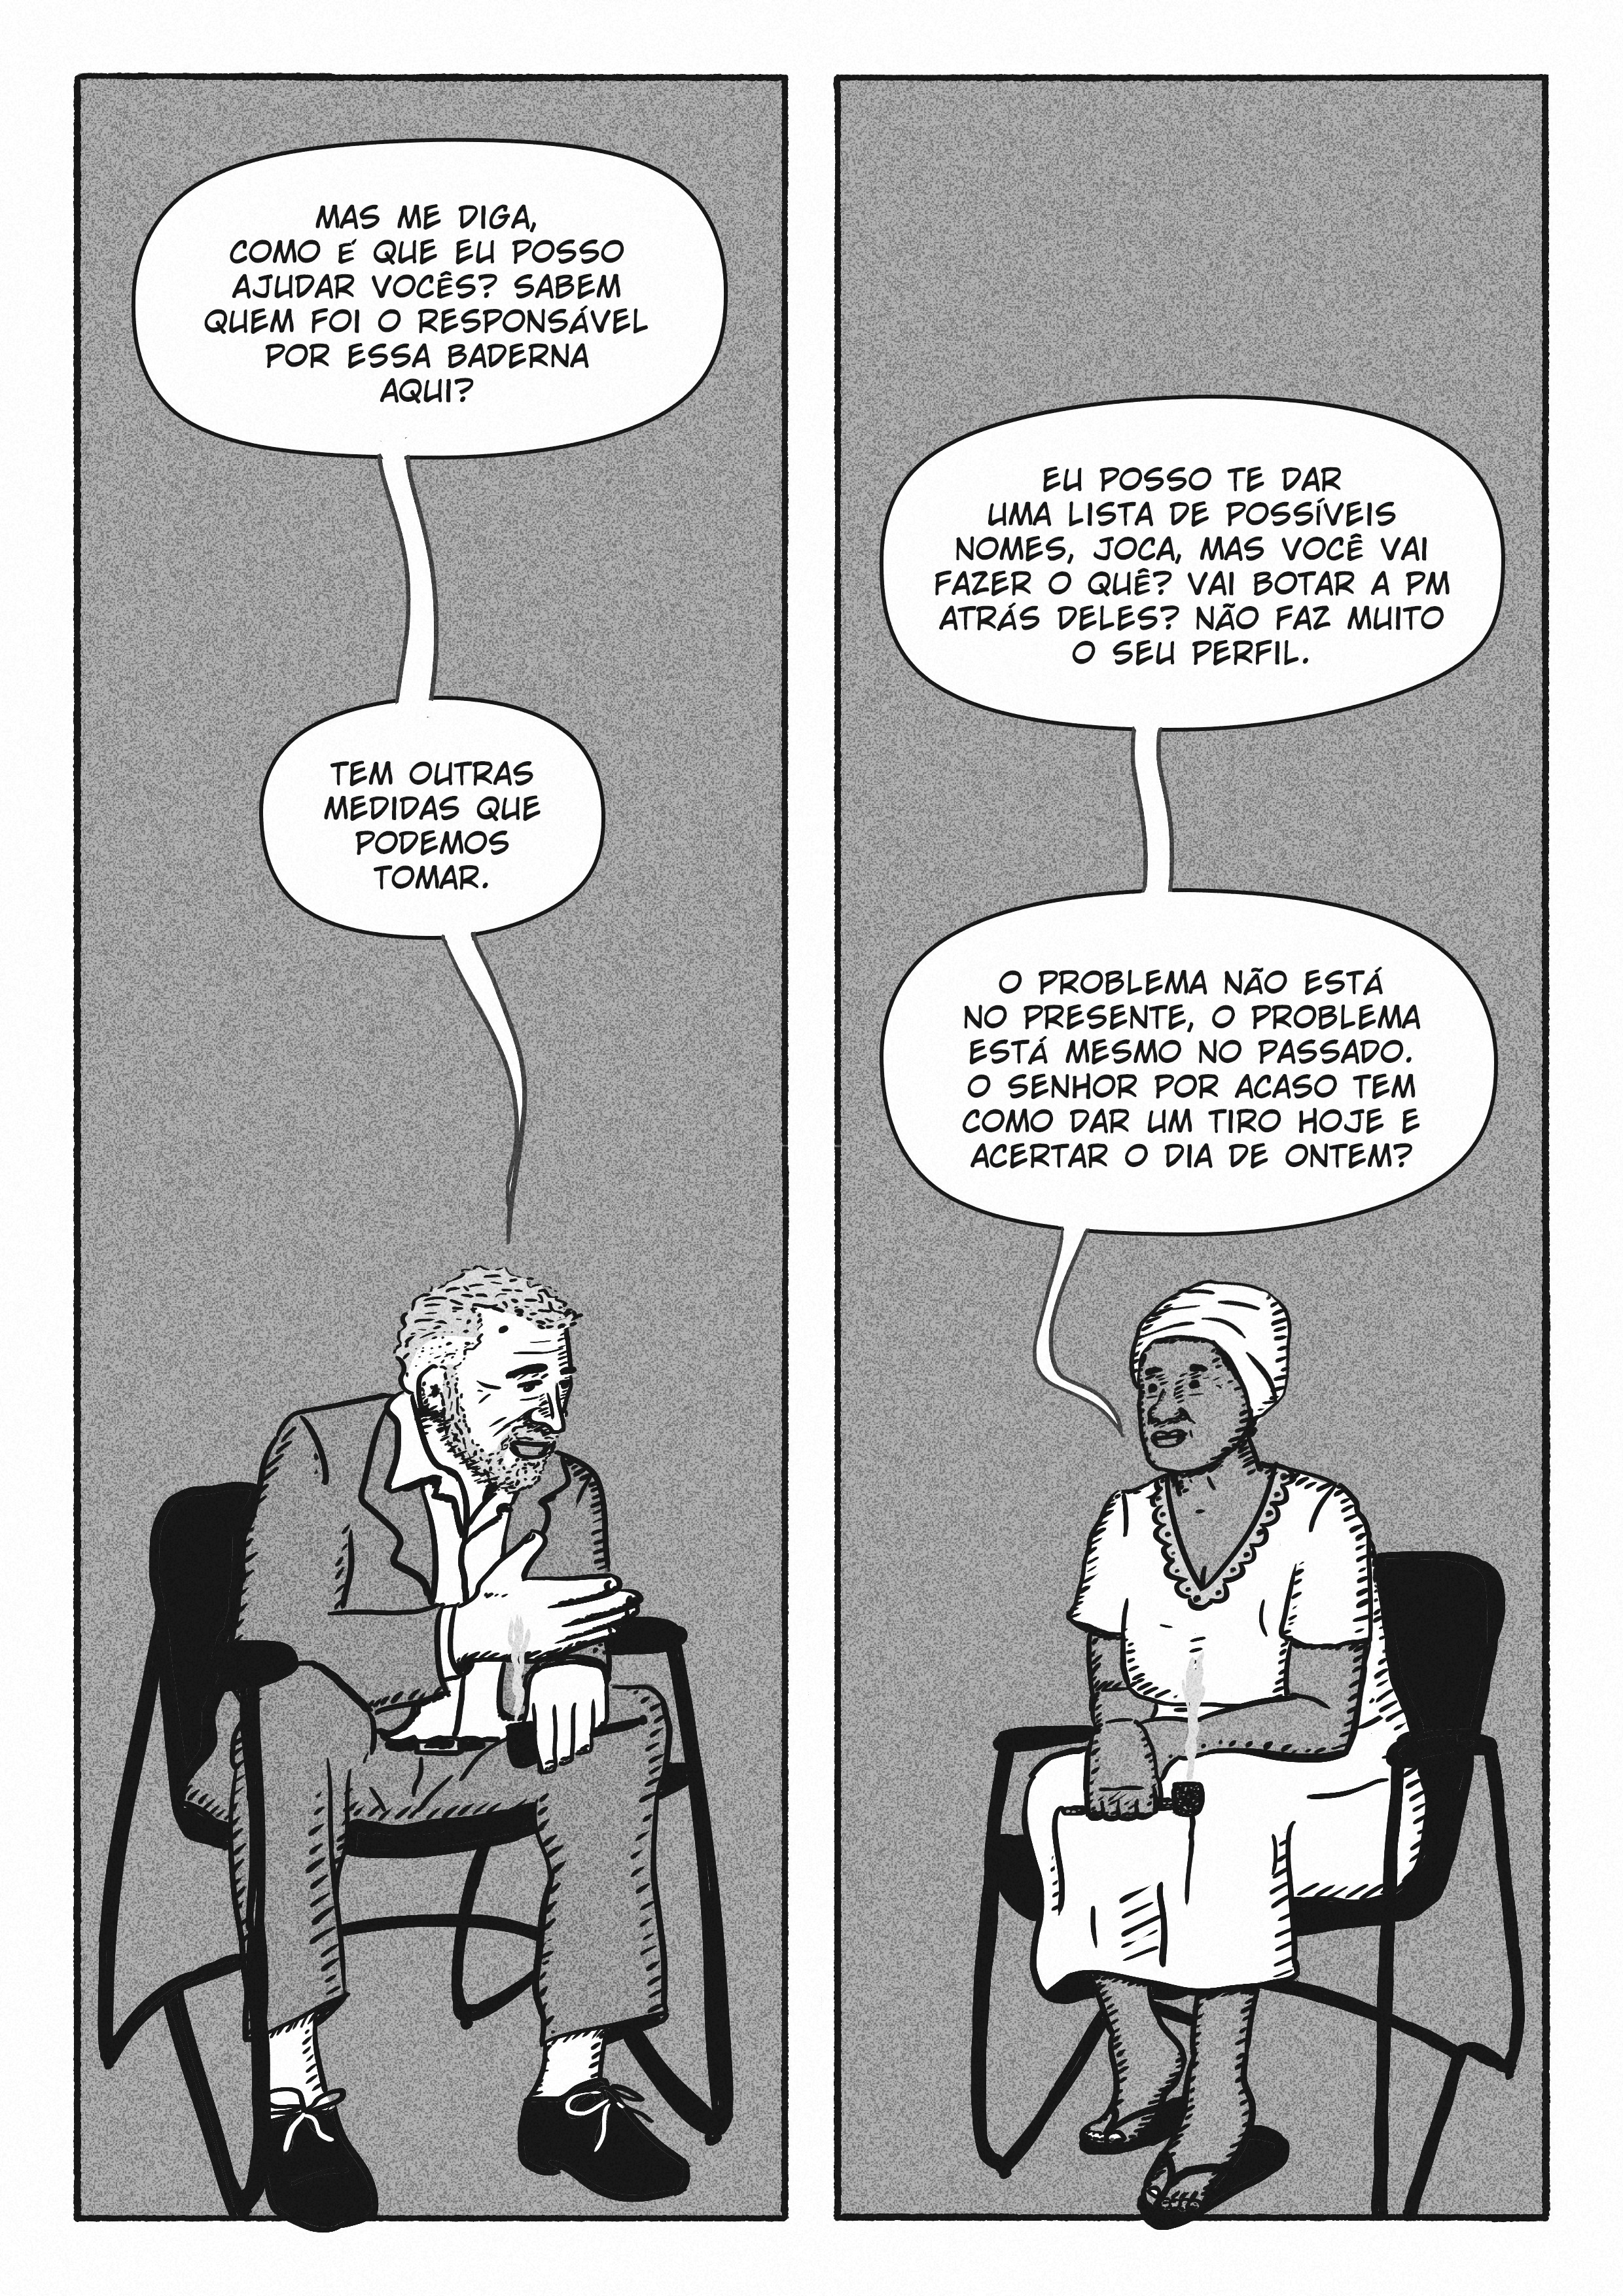 MAS ME DIGA,
COMO É QUE EU POSSO
AJUDAR VOCÊS? SABEM
QUEM FOI O RESPONSÁVEL
POR ESSA BADERNA
AQUI?
TEM OUTRAS
MEDIDAS QUE
PODEMOS
TOMAR.
EU POSSO TE DAR
UMA LISTA DE POSSÍVEIS
NOMES, JOCA, MAS VOCÊ VAI
FAZER O QUÊ? VAI BOTAR A PM
ATRÁS DELES? NÃO FAZ MUITO
O SEU PERFIL.
O PROBLEMA NÃO ESTÁ
NO PRESENTE, O PROBLEMA
ESTÁ MESMO NO PASSADO.
O SENHOR POR ACASO TEM
COMO DAR UM TIRO HOJE E
ACERTAR O DIA DE ONTEM?